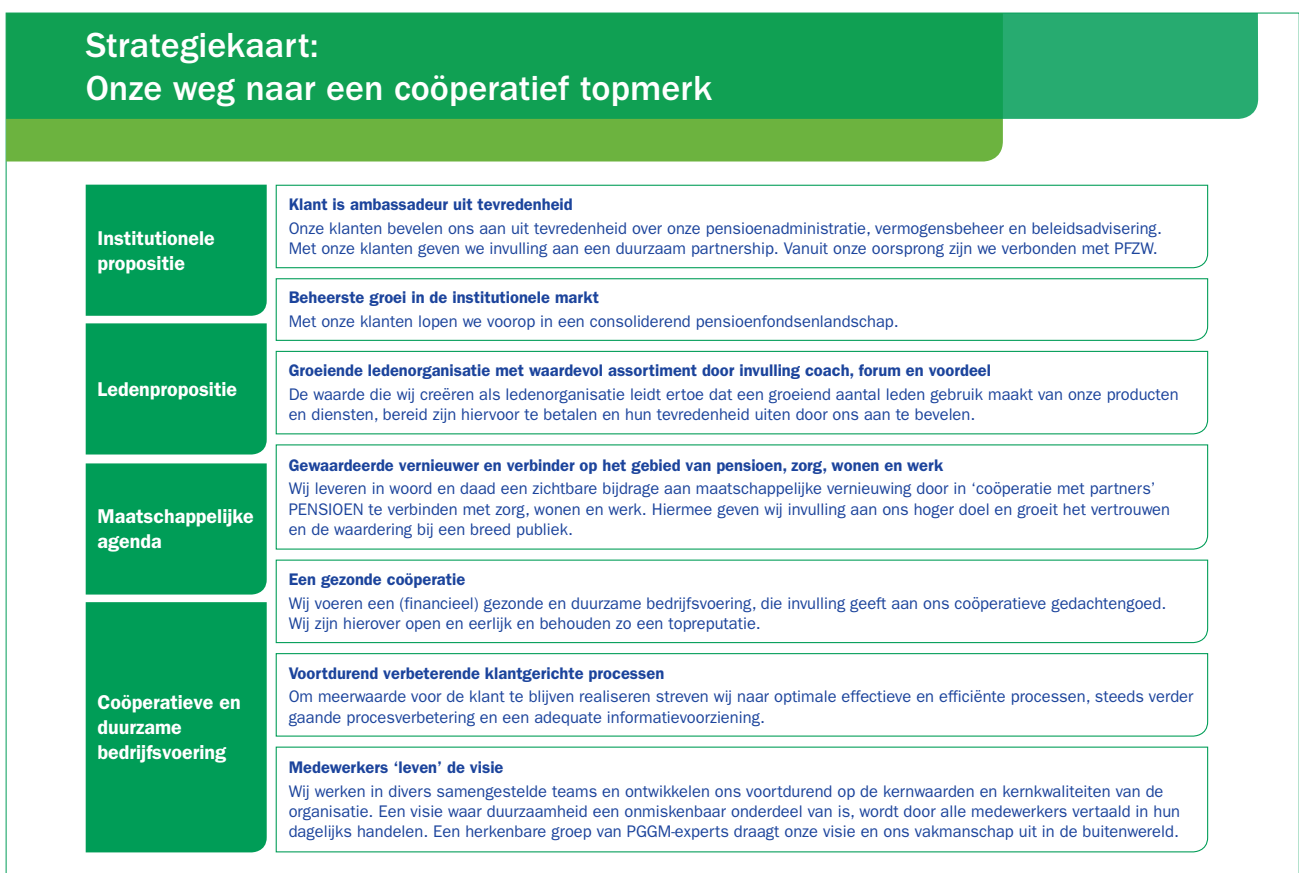 Strategiekaart:
Onze weg naar een coöperatief topmerk
Institutionele
propositie
Klant is ambassadeur uit tevredenheid
Onze klanten bevelen ons aan uit tevredenheid over onze pensioenadministratie, vermogensbeheer en beleidsadvisering.
Met onze klanten geven we invulling aan een duurzaam partnership. Vanuit onze oorsprong zijn we verbonden met PFZW.
Beheerste groei in de institutionele markt
Met onze klanten lopen we voorop in een consoliderend pensioenfondsenlandschap.
Ledenpropositie
Groeiende ledenorganisatie met waardevol assortiment door invulling coach, forum en voordeel
De waarde die wij creëren als ledenorganisatie leidt ertoe dat een groeiend aantal leden gebruik maakt van onze producten
en diensten, bereid zijn hiervoor te betalen en hun tevredenheid uiten door ons aan te bevelen.
Maatschappelijke
agenda
Gewaardeerde vernieuwer en verbinder op het gebied van pensioen, zorg, wonen en werk
Wij leveren in woord en daad een zichtbare bijdrage aan maatschappelijke vernieuwing door in ‘coöperatie met partners’
PENSIOEN te verbinden met zorg, wonen en werk. Hiermee geven wij invulling aan ons hoger doel en groeit het vertrouwen
en de waardering bij een breed publiek.
Coöperatieve en
duurzame
bedrijfsvoering
Een gezonde coöperatie
Wij voeren een (financieel) gezonde en duurzame bedrijfsvoering, die invulling geeft aan ons coöperatieve gedachtengoed.
Wij zijn hierover open en eerlijk en behouden zo een topreputatie.
Voortdurend verbeterende klantgerichte processen
Om meerwaarde voor de klant te blijven realiseren streven wij naar optimale effectieve en efficiënte processen, steeds verder
gaande procesverbetering en een adequate informatievoorziening.
Medewerkers ‘leven’ de visie
Wij werken in divers samengestelde teams en ontwikkelen ons voortdurend op de kernwaarden en kernkwaliteiten van de
organisatie. Een visie waar duurzaamheid een onmiskenbaar onderdeel van is, wordt door alle medewerkers vertaald in hun
dagelijks handelen. Een herkenbare groep van PGGM-experts draagt onze visie en ons vakmanschap uit in de buitenwereld.